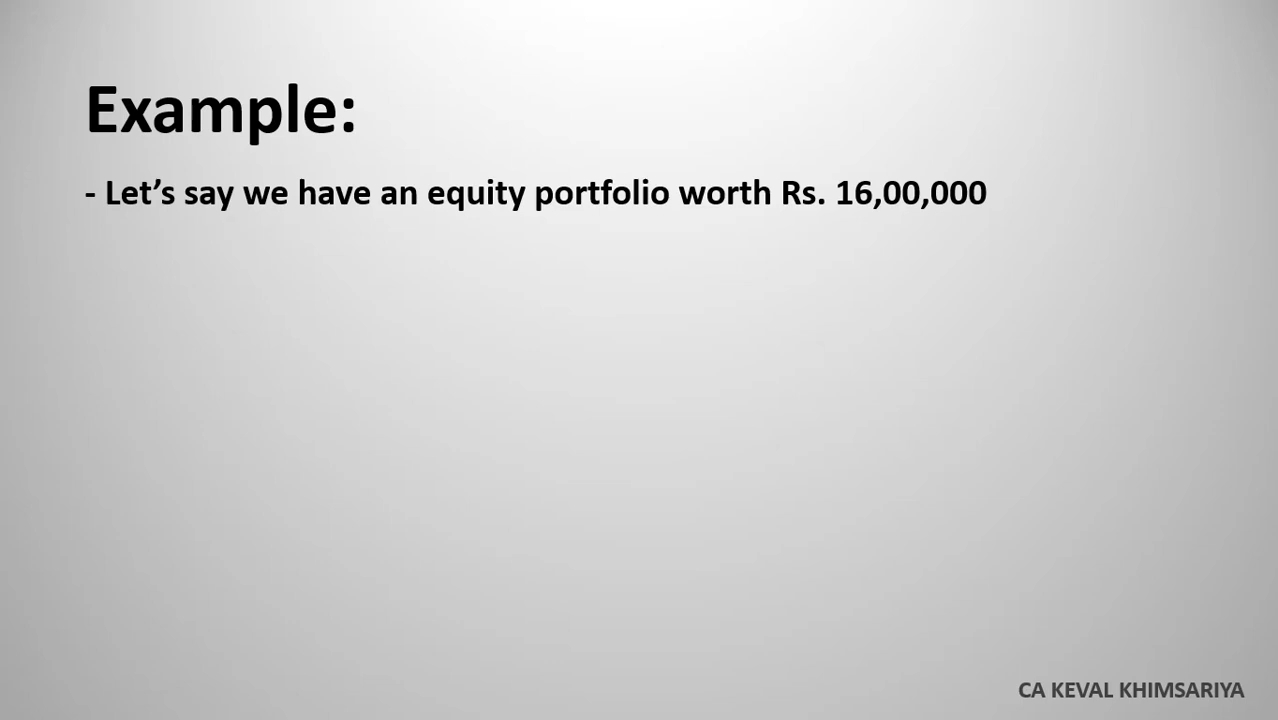 Example:
- Let’s say we have an equity portfolio worth Rs. 16,00,000
CA KEVAL KHIMSARIYA